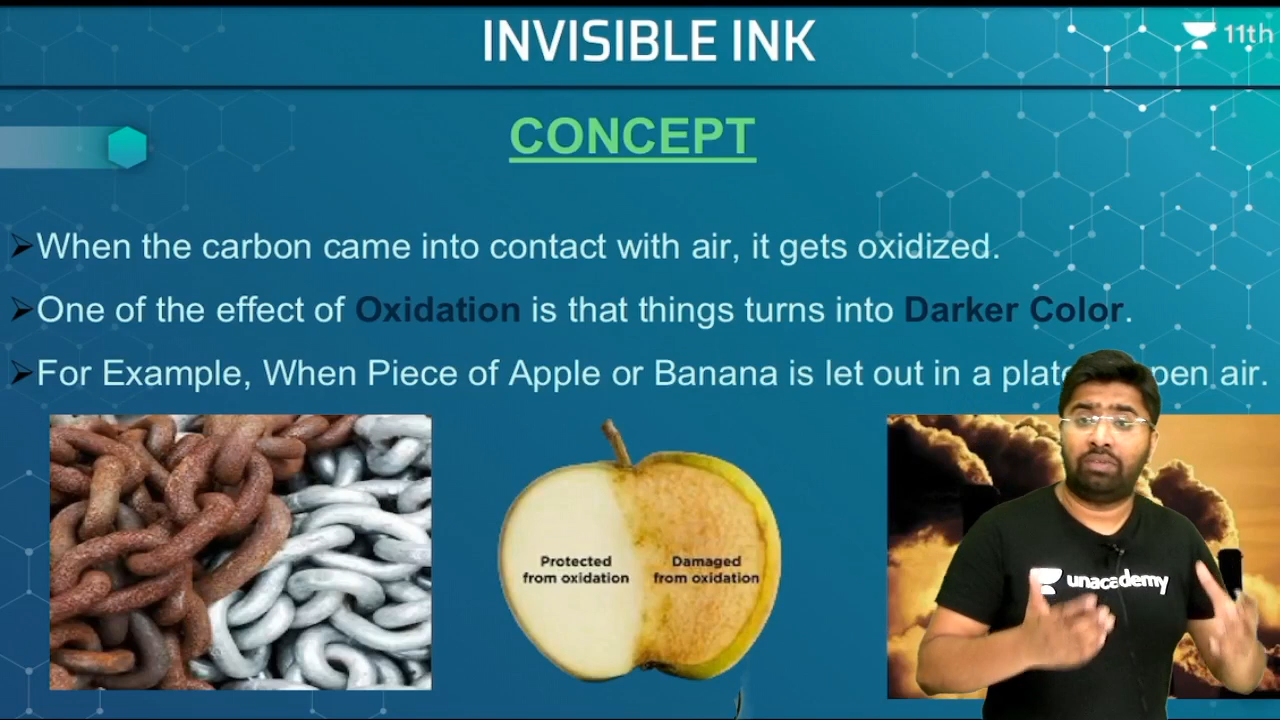 INVISIBLE INK
11th
CONCEPT
➢When the carbon came into contact with air, it gets oxidized.
➢One of the effect of Oxidation is that things turns into Darker Color.
➢For Example, When Piece of Apple or Banana is let out in a air.
Protected
from oxidation
Damaged
from oxidation
unacademy